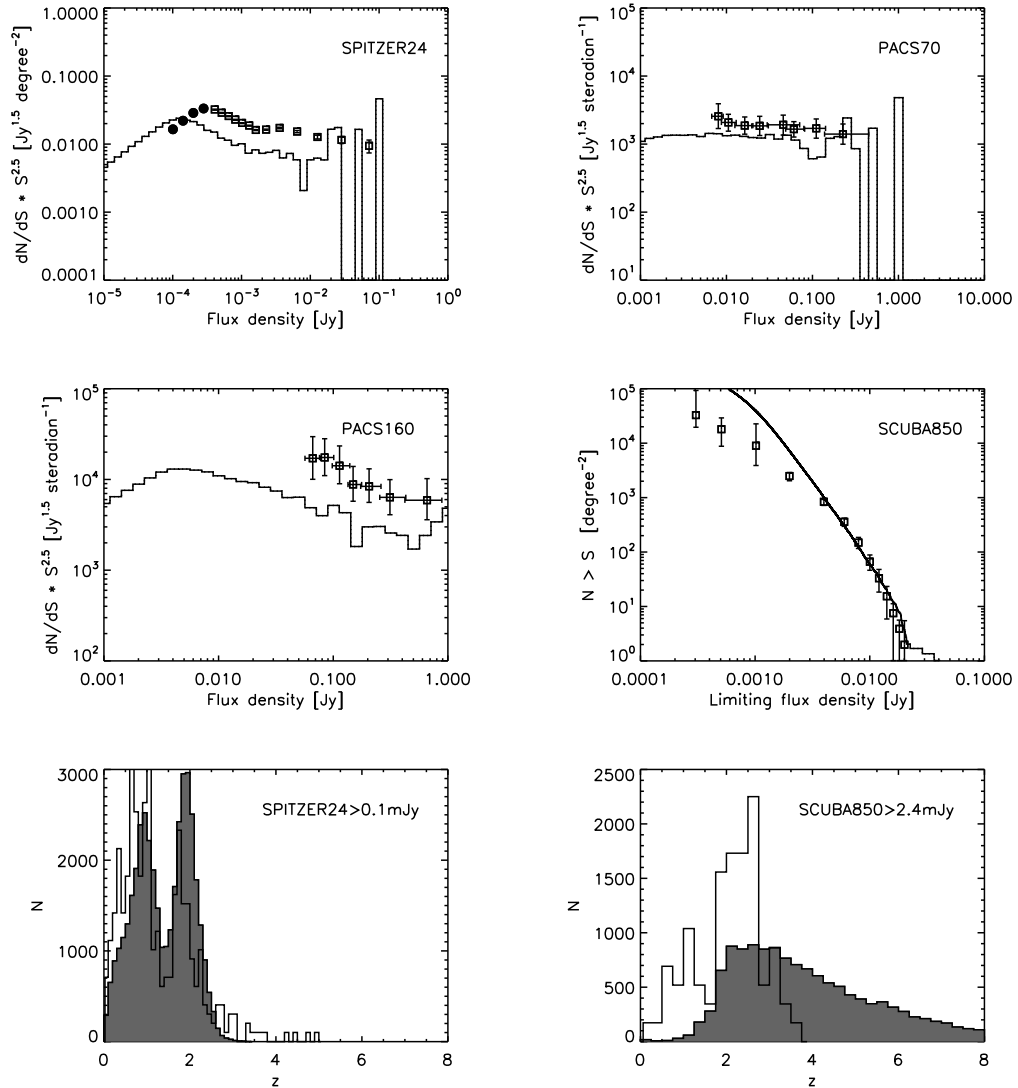 SPITZER24
dN/dS * S^2.5 [Jy^1.5 degree^−2]
1.0000
0.1000
0.0100
0.0010
0.0001
10^−5 10^−4 10^−3 10^−2 10^−1 10^0
Flux density [Jy]
PACS70
dN/dS * S^2.5 [Jy^1.5 steradian^−1]
10^5
10^4
10^3
10^2
10^1
0.001 0.010 0.100 1.000 10.000
Flux density [Jy]
PACS160
dN/dS * S^2.5 [Jy^1.5 steradian^−1]
10^5
10^4
10^3
10^2
0.001 0.010 0.100 1.000
Flux density [Jy]
SCUBA850
N > S [degree^−2]
10^5
10^4
10^3
10^2
10^1
10^0
0.0001 0.0010 0.0100 0.1000
Limiting flux density [Jy]
SPITZER24>0.1mJy
N
3000
2000
1000
0
0 2 4 6 8
z
SCUBA850>2.4mJy
N
2500
2000
1500
1000
500
0
0 2 4 6 8
z